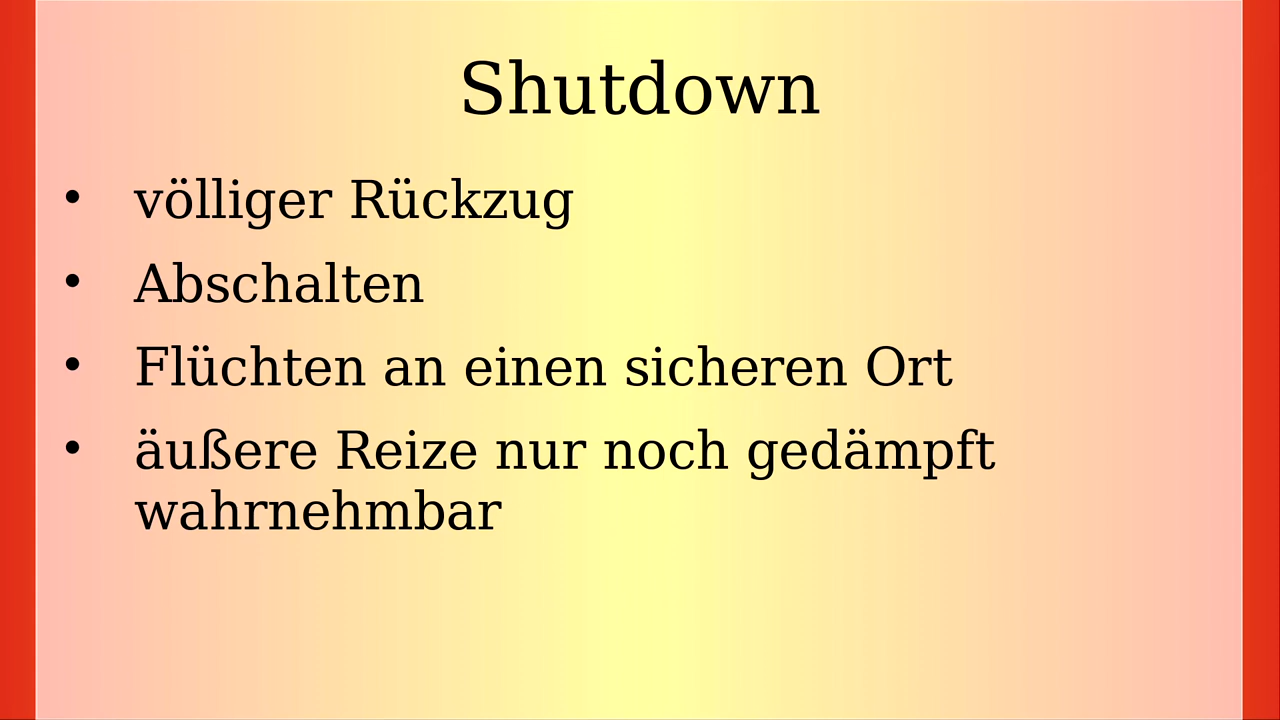 Shutdown
• völliger Rückzug
• Abschalten
• Flüchten an einen sicheren Ort
• äußere Reize nur noch gedämpft
wahrnehmbar